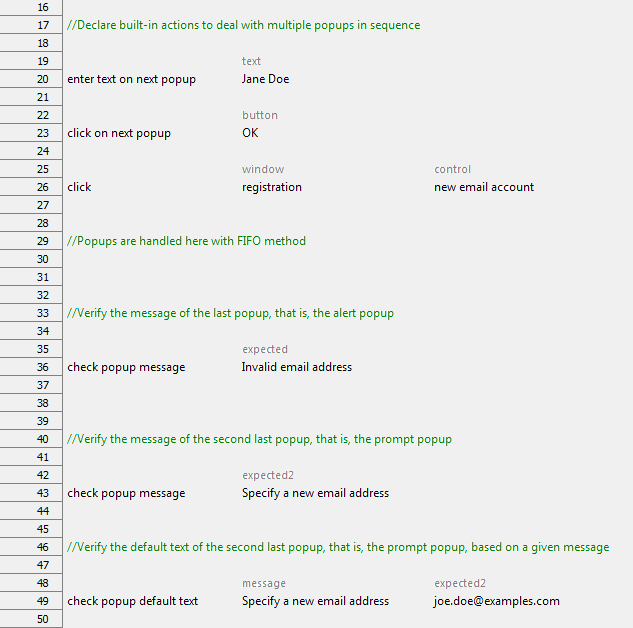 16
17 //Declare built-in actions to deal with multiple popups in sequence
18
19 text
20 enter text on next popup Jane Doe
21
22 button
23 click on next popup OK
24
25 window control
26 click registration new email account
27
28
29 //Popups are handled here with FIFO method
30
31
32
33 //Verify the message of the last popup, that is, the alert popup
34
35 expected
36 check popup message Invalid email address
37
38
39
40 //Verify the message of the second last popup, that is, the prompt popup
41
42 expected2
43 check popup message Specify a new email address
44
45
46 //Verify the default text of the second last popup, that is, the prompt popup, based on a given message
47
48 message expected2
49 check popup default text Specify a new email address joe.doe@examples.com
50